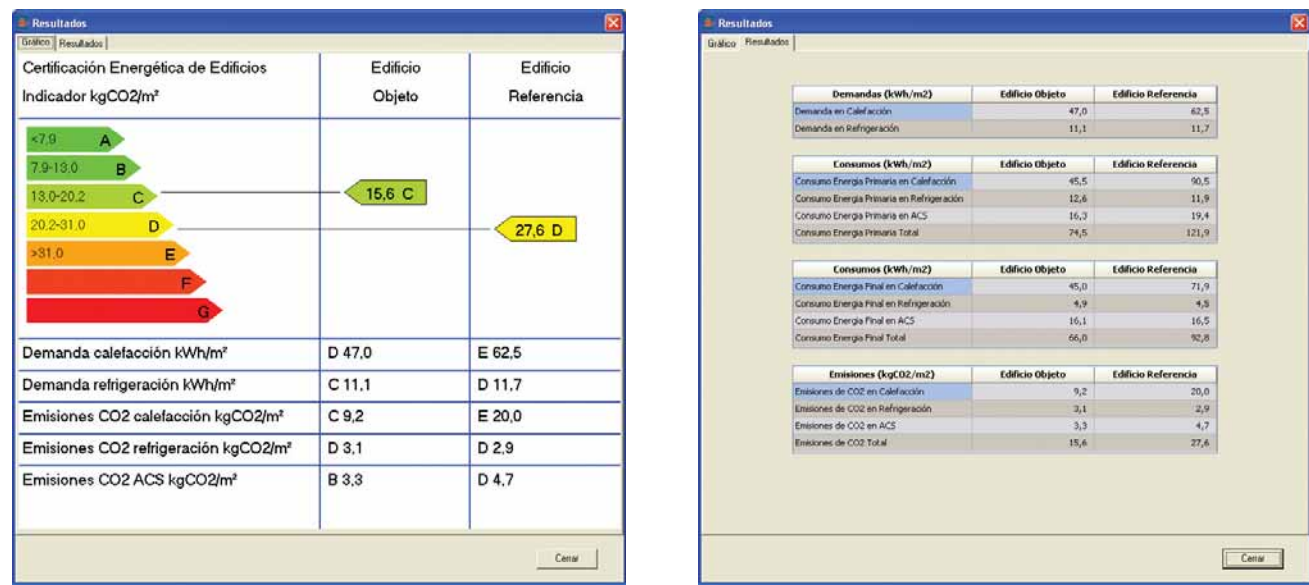 Resultados
Gráfico Resultados
Certificación Energética de Edificios Edificio Edificio
Indicador kgCO2/m² Objeto Referencia
<7,9 A
7.9-13.0 B
13.0-20.2 C 15,6 C
20.2-31.0 D 27,6 D
>31,0 E
F
G
Demanda calefacción kWh/m² D 47,0 E 62,5
Demanda refrigeración kWh/m² C 11,1 D 11,7
Emisiones CO2 calefacción kgCO2/m² C 9,2 E 20,0
Emisiones CO2 refrigeración kgCO2/m² D 3,1 D 2,9
Emisiones CO2 ACS kgCO2/m² B 3,3 D 4,7
Cerrar
Resultados
Gráfico Resultados
Demandas (kWh/m2) Edificio Objeto Edificio Referencia
Demanda en Calefacción 47,0 62,5
Demanda en Refrigeración 11,1 11,7
Consumos (kWh/m2) Edificio Objeto Edificio Referencia
Consumo Energia Primaria en Calefacción 45,5 90,5
Consumo Energia Primaria en Refrigeración 12,6 11,9
Consumo Energia Primaria en ACS 16,3 19,4
Consumo Energia Primaria Total 74,5 121,9
Consumos (kWh/m2) Edificio Objeto Edificio Referencia
Consumo Energia Final en Calefacción 45,0 71,9
Consumo Energia Final en Refrigeración 4,9 4,5
Consumo Energia Final en ACS 16,1 16,5
Consumo Energia Final Total 66,0 92,8
Emisiones (kgCO2/m2) Edificio Objeto Edificio Referencia
Emisiones de CO2 en Calefacción 9,2 20,0
Emisiones de CO2 en Refrigeración 3,1 2,9
Emisiones de CO2 en ACS 3,3 4,7
Emisiones de CO2 Total 15,6 27,6
Cerrar